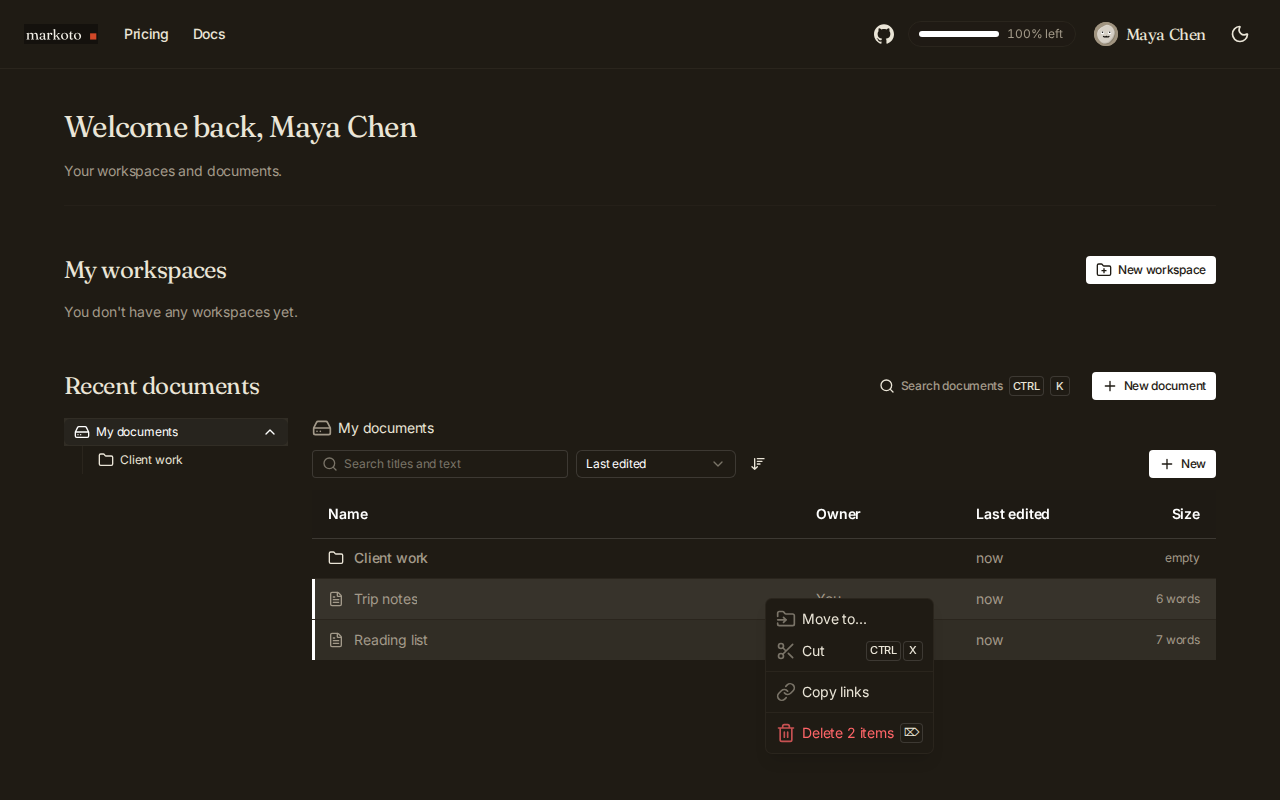 markoto
Pricing
Docs
100% left
Maya Chen
Welcome back, Maya Chen
Your workspaces and documents.
My workspaces
New workspace
You don't have any workspaces yet.
Recent documents
Search documents CTRL K
New document
My documents
Client work
My documents
Search titles and text
Last edited
New
Name Owner Last edited Size
Client work now empty
Trip notes You now 6 words
Reading list now 7 words
Move to...
Cut CTRL X
Copy links
Delete 2 items ⌦